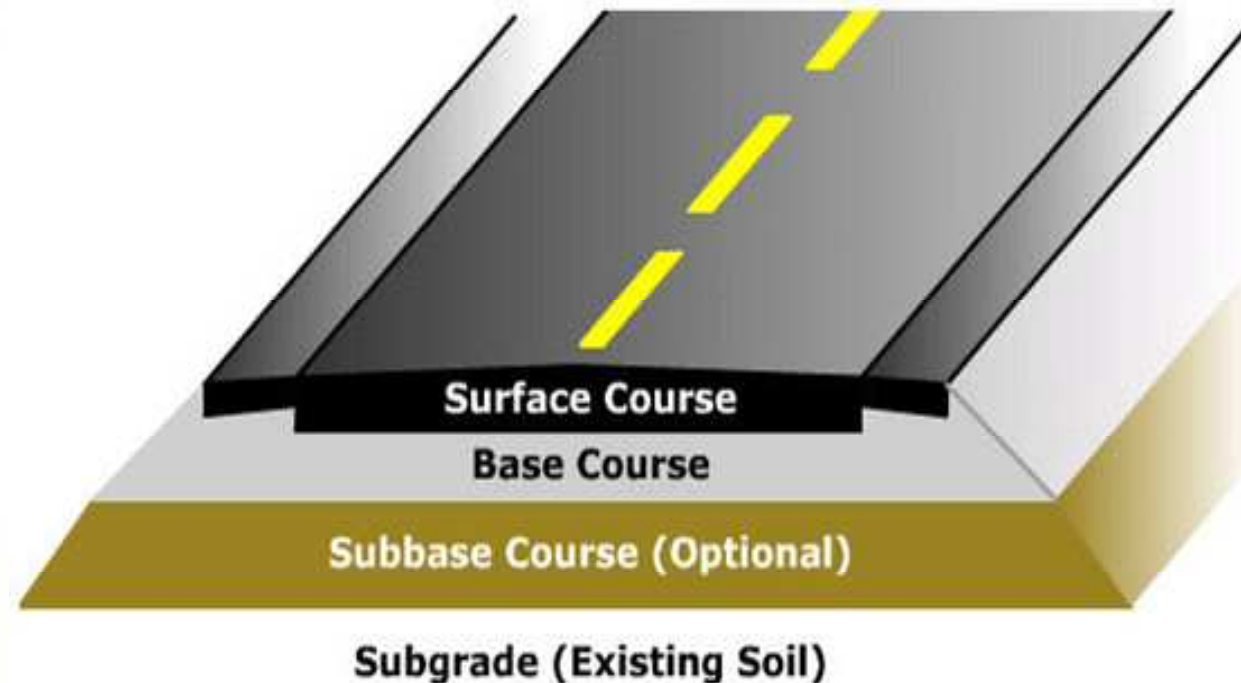 Surface Course
Base Course
Subbase Course (Optional)
Subgrade (Existing Soil)